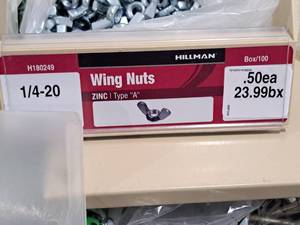 HILLMAN
H180249
Box/100
Wing Nuts
1/4-20
.50ea
ZINC | Type "A"
23.99bx